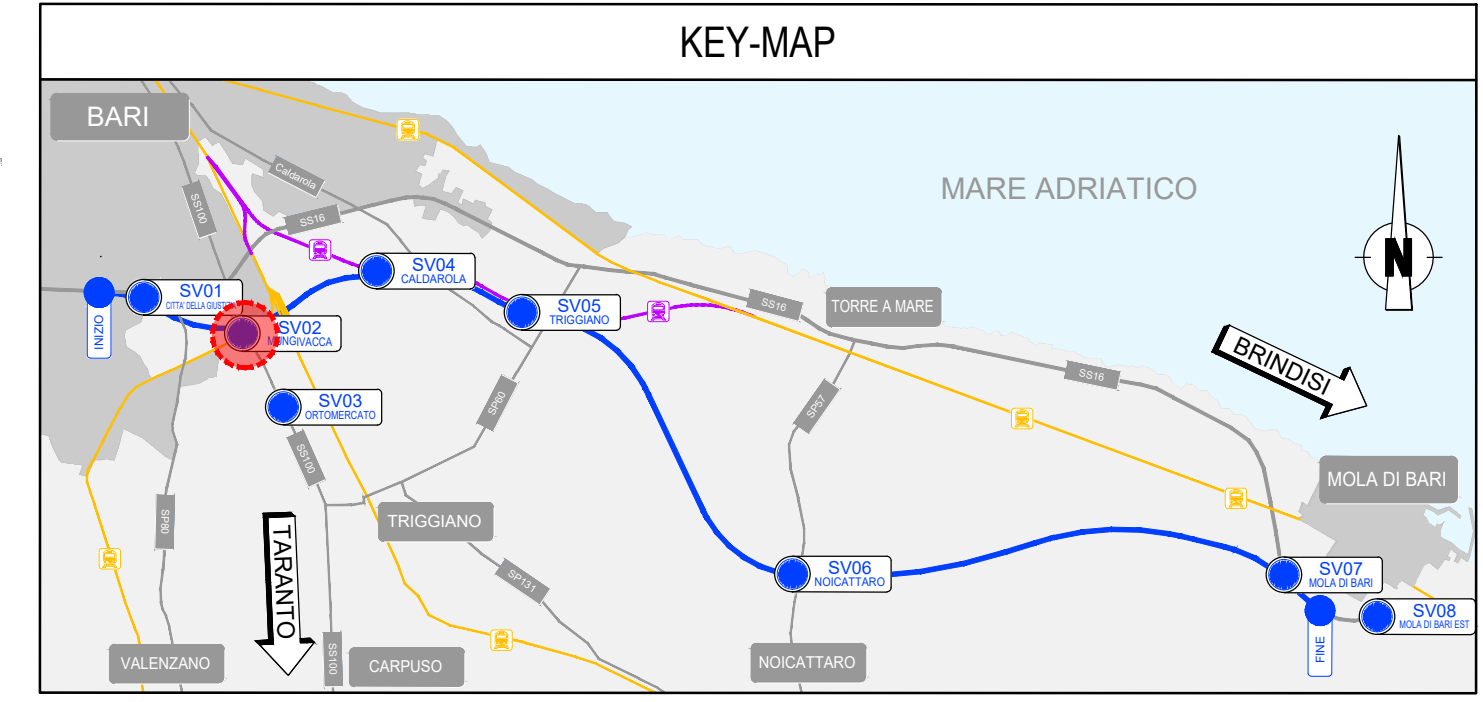 KEY-MAP
BARI
Caldarola
SS100
SS16
MARE ADRIATICO
N
SV04
CALDAROLA
SV01
CITTA' DELLA GIUSTIZIA
SV05
TRIGGIANO
SS16
TORRE A MARE
INIZIO
SV02
MUNGIVACCA
BRINDISI
SS16
SV03
ORTOMERCATO
SP60
SP57
SS100
MOLA DI BARI
SP80
TRIGGIANO
TARANTO
SP131
SV06
NOICATTARO
SV07
MOLA DI BARI
SV08
MOLA DI BARI EST
FINE
VALENZANO
SS100
CARPUSO
NOICATTARO